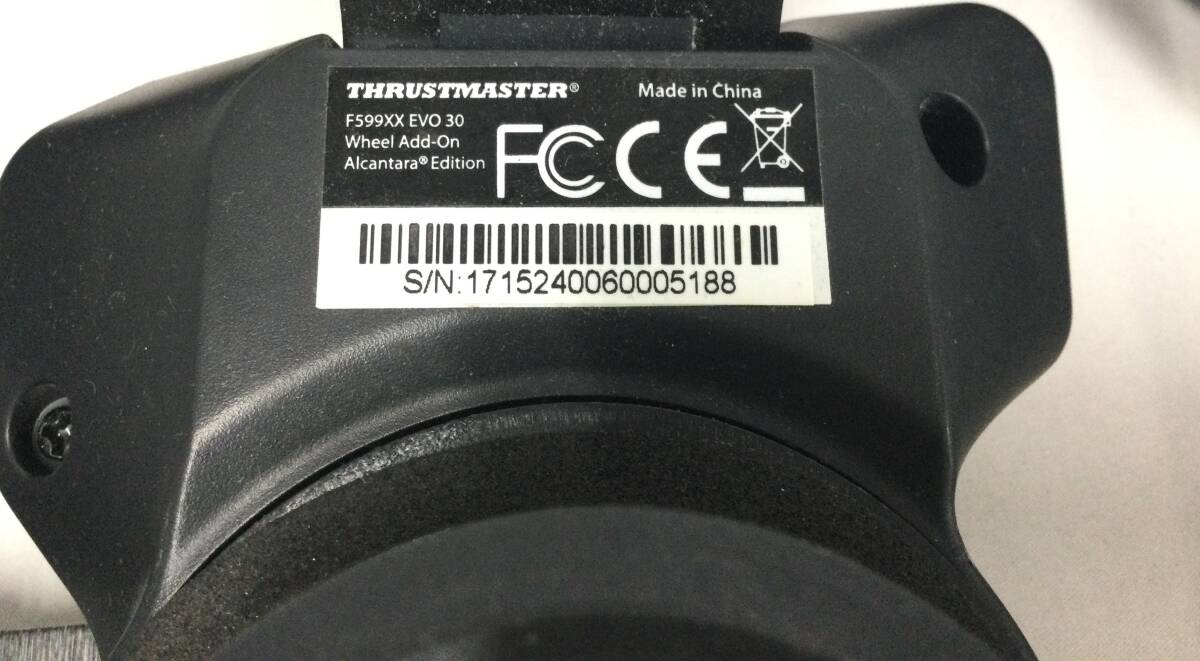 THRUSTMASTER®
Made in China
F599XX EVO 30
Wheel Add-On
Alcantara® Edition
FC CE
S/N:1715240060005188